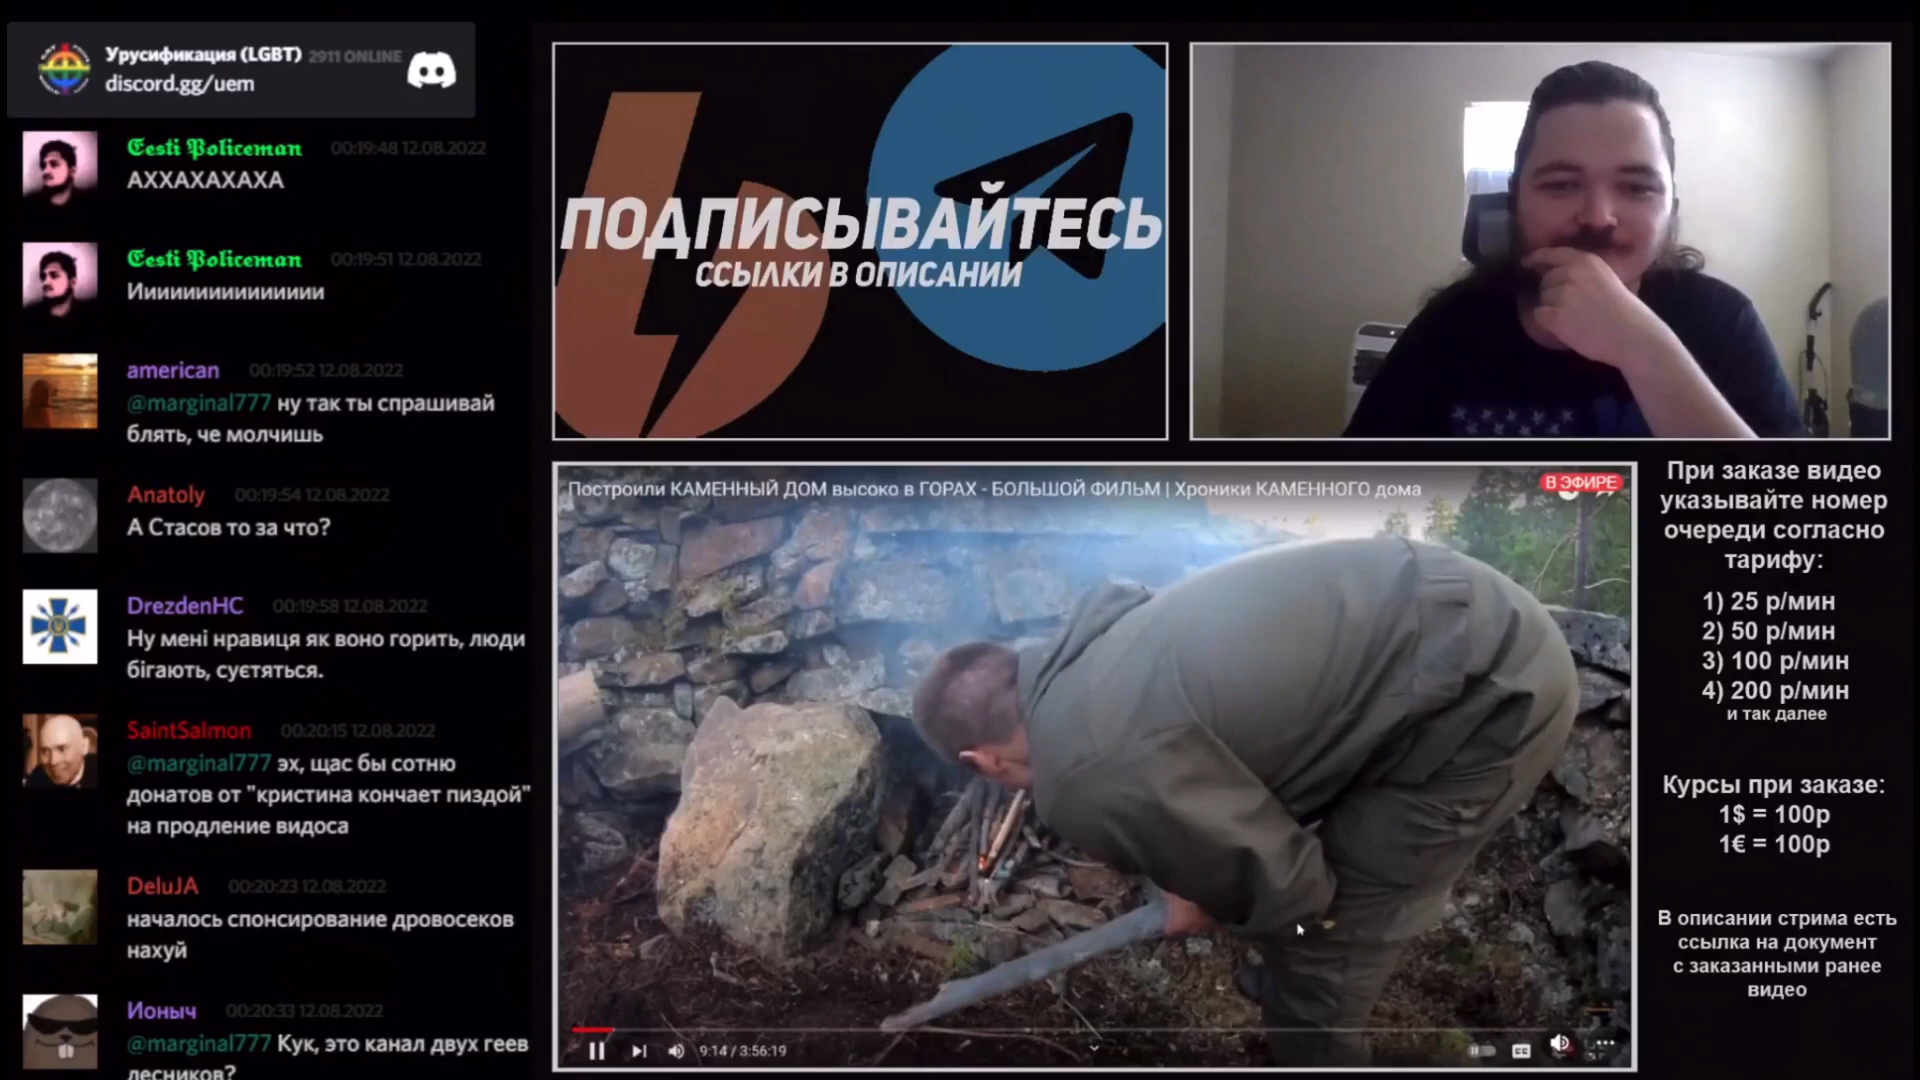 Урусификация (LGBT) 2911 ONLINE
discord.gg/uem
Eesti Policeman 00:19:48 12.08.2022
АХХАХАХАХА
Eesti Policeman 00:19:51 12.08.2022
Ииииииииииииииии
american 00:19:52 12.08.2022
@marginal777 ну так ты спрашивай
блять, че молчишь
Anatoly 00:19:54 12.08.2022
А Стасов то за что?
DrezdenHC 00:19:58 12.08.2022
Ну мені нравиця як воно горить, люди
бігають, суєтяться.
SaintSalmon 00:20:15 12.08.2022
@marginal777 эх, щас бы сотню
донатов от "кристина кончает пиздой"
на продление видоса
DeluJA 00:20:23 12.08.2022
началось спонсирование дровосеков
нахуй
Ионыч 00:20:33 12.08.2022
@marginal777 Кук, это канал двух геев
лесников?
ПОДПИСЫВАЙТЕСЬ
ССЫЛКИ В ОПИСАНИИ
Построили КАМЕННЫЙ ДОМ высоко в ГОРАХ - БОЛЬШОЙ ФИЛЬМ | Хроники КАМЕННОГО дома
В ЭФИРЕ
9:14 / 3:56:19
При заказе видео
указывайте номер
очереди согласно
тарифу:
1) 25 р/мин
2) 50 р/мин
3) 100 р/мин
4) 200 р/мин
и так далее
Курсы при заказе:
1$ = 100р
1€ = 100р
В описании стрима есть
ссылка на документ
с заказанными ранее
видео